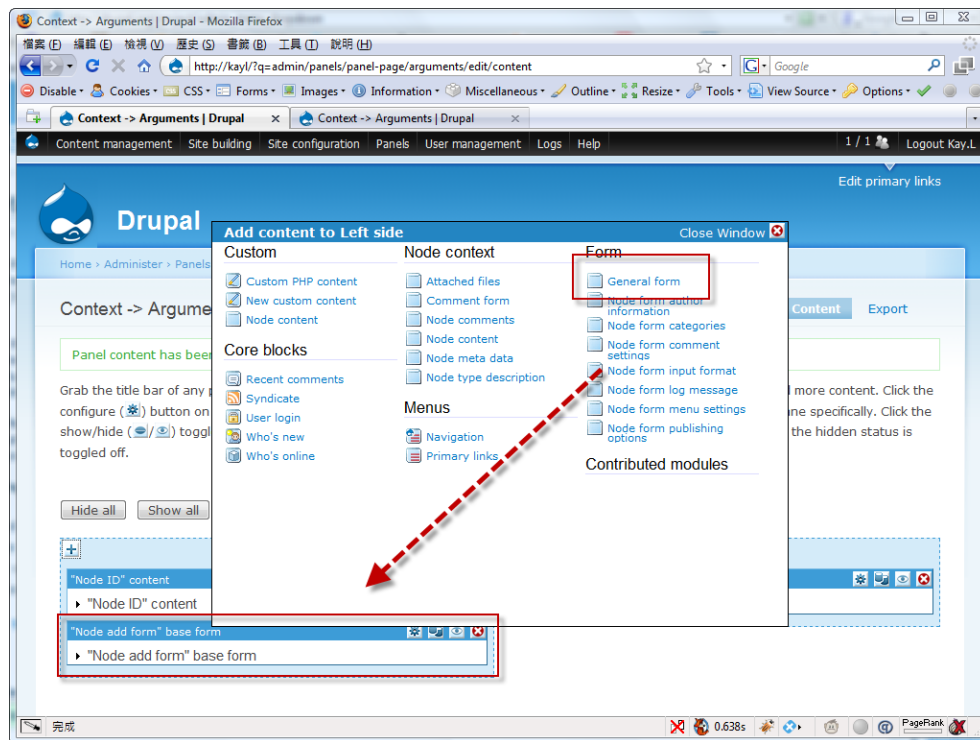 Context -> Arguments | Drupal - Mozilla Firefox
檔案(F) 編輯(E) 檢視(V) 歷史(S) 書籤(B) 工具(T) 說明(H)
http://kayl/?q=admin/panels/panel-page/arguments/edit/content
G Google
Disable Cookies CSS Forms Images Information Miscellaneous Outline Resize Tools View Source Options
Context -> Arguments | Drupal
Context -> Arguments | Drupal
Content management Site building Site configuration Panels User management Logs Help 1 / 1 Logout Kay.L
Edit primary links
Drupal
Home › Administer › Panels
Context -> Argume
Content Export
Panel content has bee
Grab the title bar of any
d more content. Click the
configure ( ) button on
ne specifically. Click the
show/hide ( / ) toggl
the hidden status is
toggled off.
Hide all Show all
"Node ID" content
"Node ID" content
"Node add form" base form
"Node add form" base form
Add content to Left side Close Window
Custom
Custom PHP content
New custom content
Node content
Core blocks
Recent comments
Syndicate
User login
Who's new
Who's online
Node context
Attached files
Comment form
Node comments
Node content
Node meta data
Node type description
Menus
Navigation
Primary links
Form
General form
Node form author
information
Node form categories
Node form comment
settings
Node form input format
Node form log message
Node form menu settings
Node form publishing
options
Contributed modules
完成
0.638s
PageRank